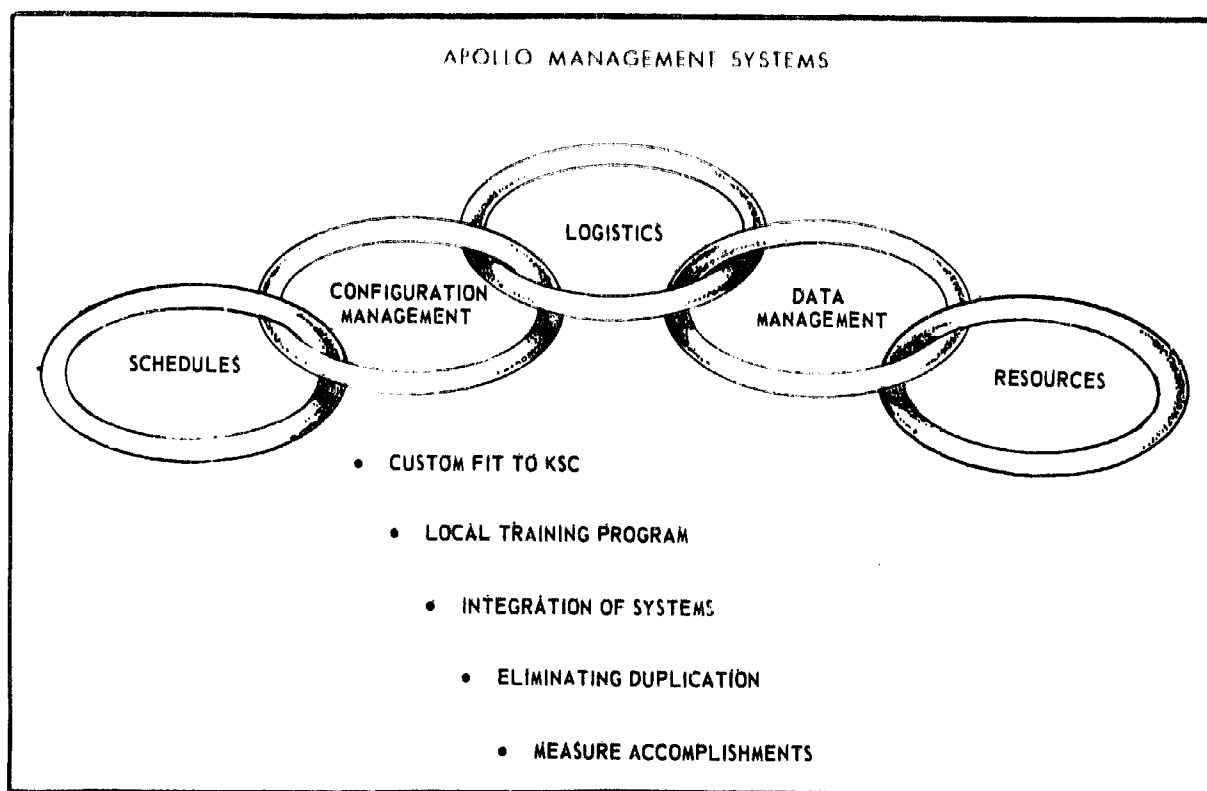 APOLLO MANAGEMENT SYSTEMS
LOGISTICS
CONFIGURATION
MANAGEMENT
DATA
MANAGEMENT
SCHEDULES
RESOURCES
• CUSTOM FIT TO KSC
• LOCAL TRAINING PROGRAM
• INTEGRATION OF SYSTEMS
• ELIMINATING DUPLICATION
• MEASURE ACCOMPLISHMENTS